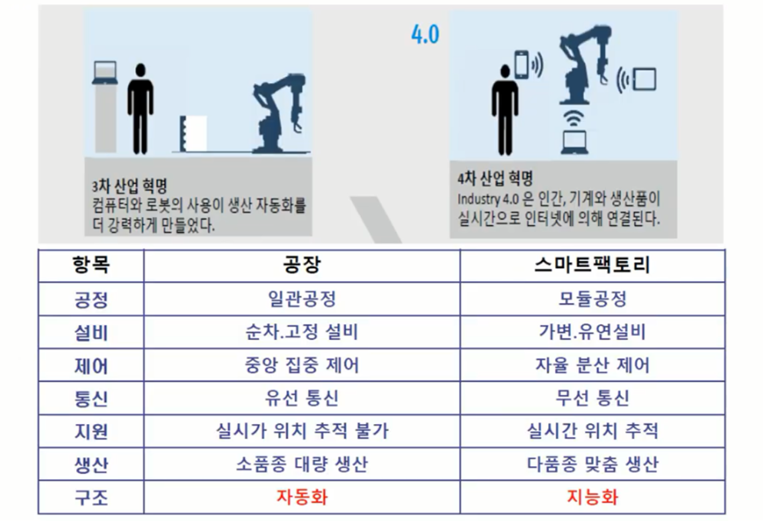 4.0
3차 산업 혁명
컴퓨터와 로봇의 사용이 생산 자동화를
더 강력하게 만들었다.
4차 산업 혁명
Industry 4.0 은 인간, 기계와 생산품이
실시간으로 인터넷에 의해 연결된다.
항목 공장 스마트팩토리
공정 일관공정 모듈공정
설비 순차.고정 설비 가변.유연설비
제어 중앙 집중 제어 자율 분산 제어
통신 유선 통신 무선 통신
지원 실시가 위치 추적 불가 실시간 위치 추적
생산 소품종 대량 생산 다품종 맞춤 생산
구조 자동화 지능화